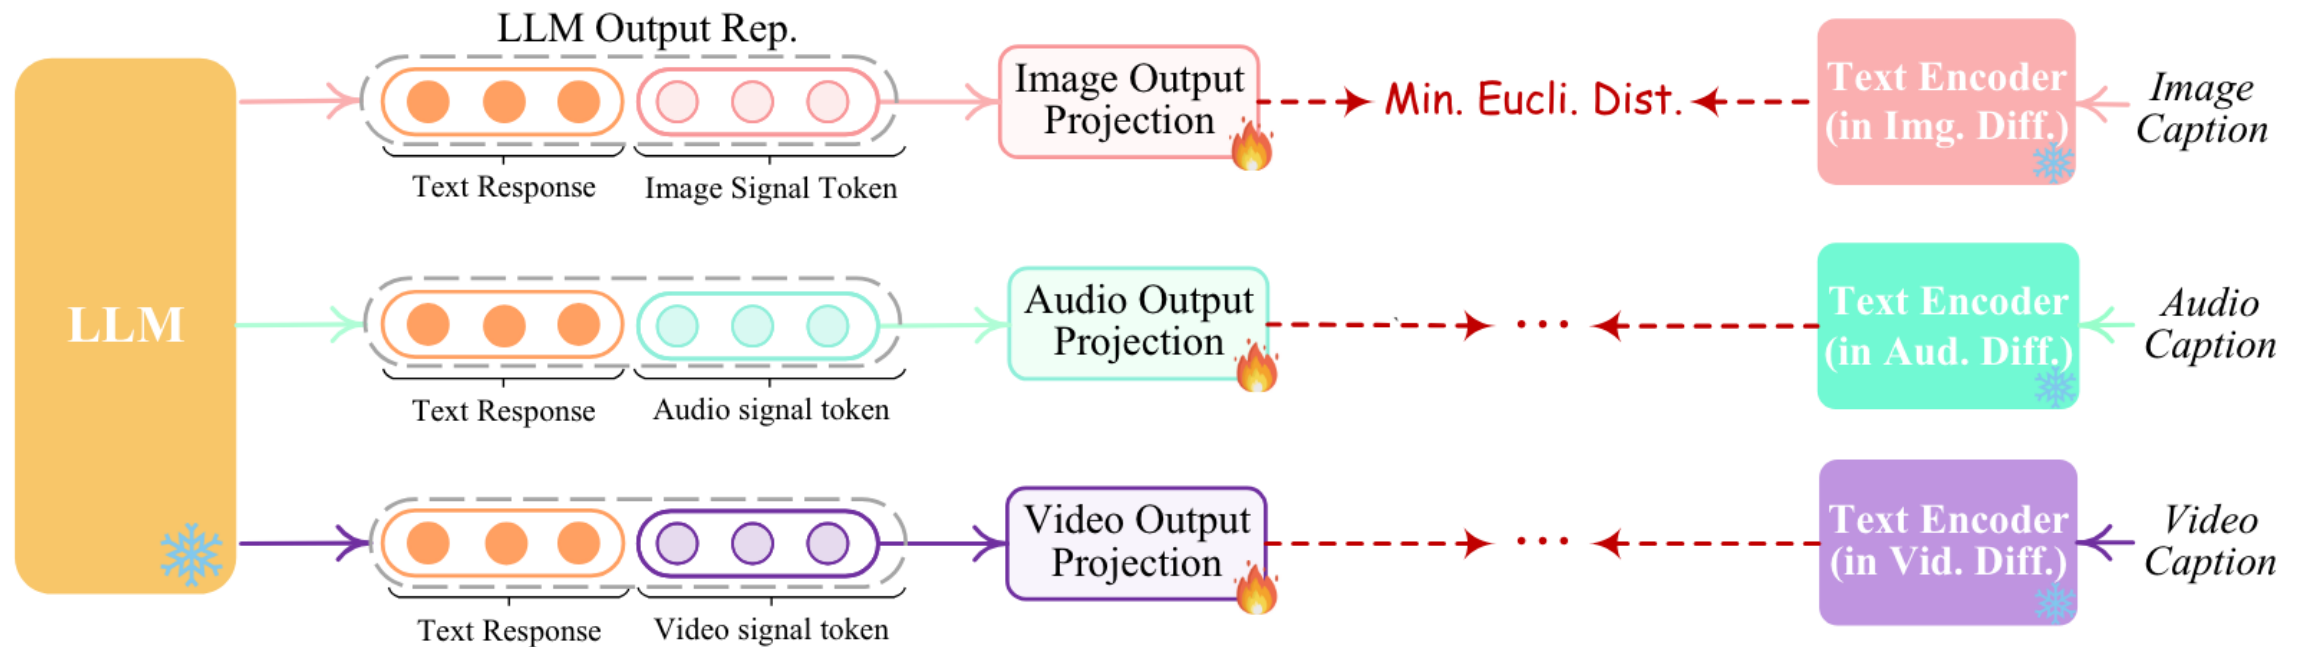 LLM Output Rep.
LLM
Text Response
Image Signal Token
Image Output
Projection
Min. Eucli. Dist.
Text Encoder
(in Img. Diff.)
Image
Caption
Text Response
Audio signal token
Audio Output
Projection
...
Text Encoder
(in Aud. Diff.)
Audio
Caption
Text Response
Video signal token
Video Output
Projection
...
Text Encoder
(in Vid. Diff.)
Video
Caption